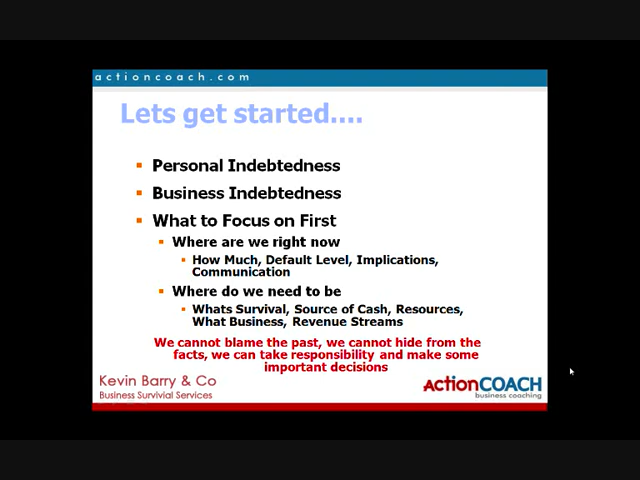 actioncoach.com
Lets get started....
Personal Indebtedness
Business Indebtedness
What to Focus on First
Where are we right now
How Much, Default Level, Implications,
Communication
Where do we need to be
Whats Survival, Source of Cash, Resources,
What Business, Revenue Streams
We cannot blame the past, we cannot hide from the
facts, we can take responsibility and make some
important decisions
Kevin Barry & Co
Business Survivial Services
ACTionCOACH
business coaching